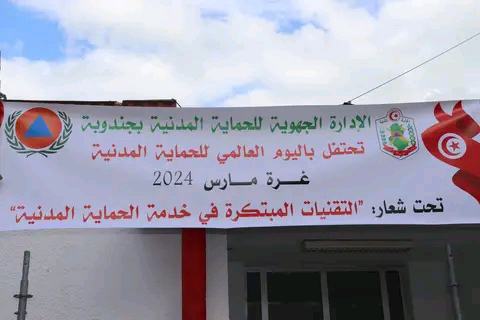 الإدارة الجهوية للحماية المدنية بجندوبة
تحتفل باليوم العالمي للحماية المدنية
غرة مارس 2024
تحت شعار: "التقنيات المبتكرة في خدمة الحماية المدنية"